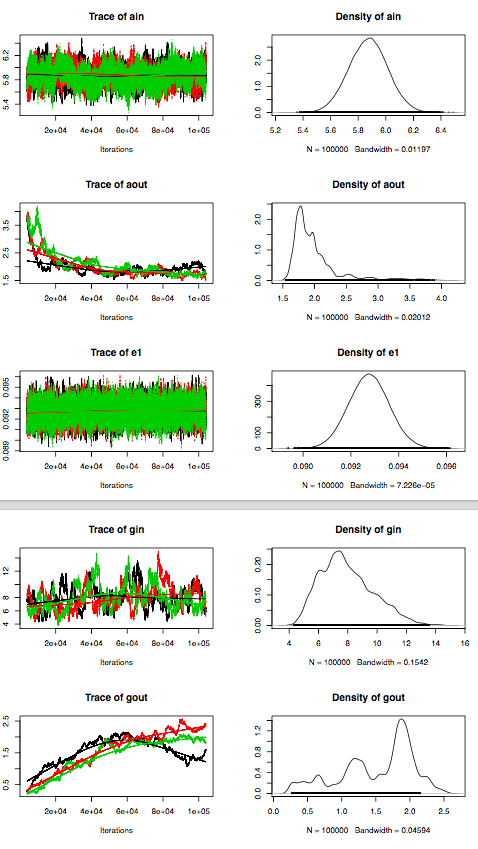 Trace of ain
Density of ain
5.4 5.8 6.2
0.0 1.0 2.0
2e+04 4e+04 6e+04 8e+04 1e+05
5.2 5.4 5.6 5.8 6.0 6.2 6.4
Iterations
N = 100000 Bandwidth = 0.01197
Trace of aout
Density of aout
1.5 2.5 3.5
0.0 1.0 2.0
2e+04 4e+04 6e+04 8e+04 1e+05
1.5 2.0 2.5 3.0 3.5 4.0
Iterations
N = 100000 Bandwidth = 0.02012
Trace of e1
Density of e1
0.089 0.092 0.095
0 100 300
2e+04 4e+04 6e+04 8e+04 1e+05
0.090 0.092 0.094 0.096
Iterations
N = 100000 Bandwidth = 7.226e-05
Trace of gin
Density of gin
4 6 8 12
0.00 0.10 0.20
2e+04 4e+04 6e+04 8e+04 1e+05
4 6 8 10 12 14 16
Iterations
N = 100000 Bandwidth = 0.1542
Trace of gout
Density of gout
0.5 1.5 2.5
0.0 0.4 0.8 1.2
2e+04 4e+04 6e+04 8e+04 1e+05
0.0 0.5 1.0 1.5 2.0 2.5
Iterations
N = 100000 Bandwidth = 0.04594